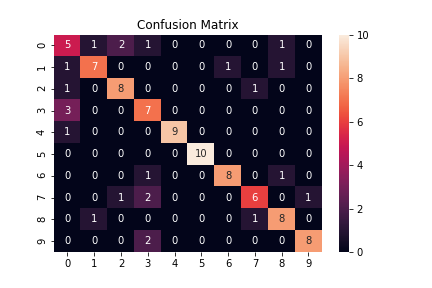 Confusion Matrix
0 5 1 2 1 0 0 0 0 1 0 10
1 1 7 0 0 0 0 1 0 1 0
2 1 0 8 0 0 0 0 1 0 0 8
3 3 0 0 7 0 0 0 0 0 0
4 1 0 0 0 9 0 0 0 0 0 6
5 0 0 0 0 0 10 0 0 0 0
6 0 0 0 1 0 0 8 0 1 0 4
7 0 0 1 2 0 0 0 6 0 1
8 0 1 0 0 0 0 0 1 8 0 2
9 0 0 0 2 0 0 0 0 0 8 0
0 1 2 3 4 5 6 7 8 9